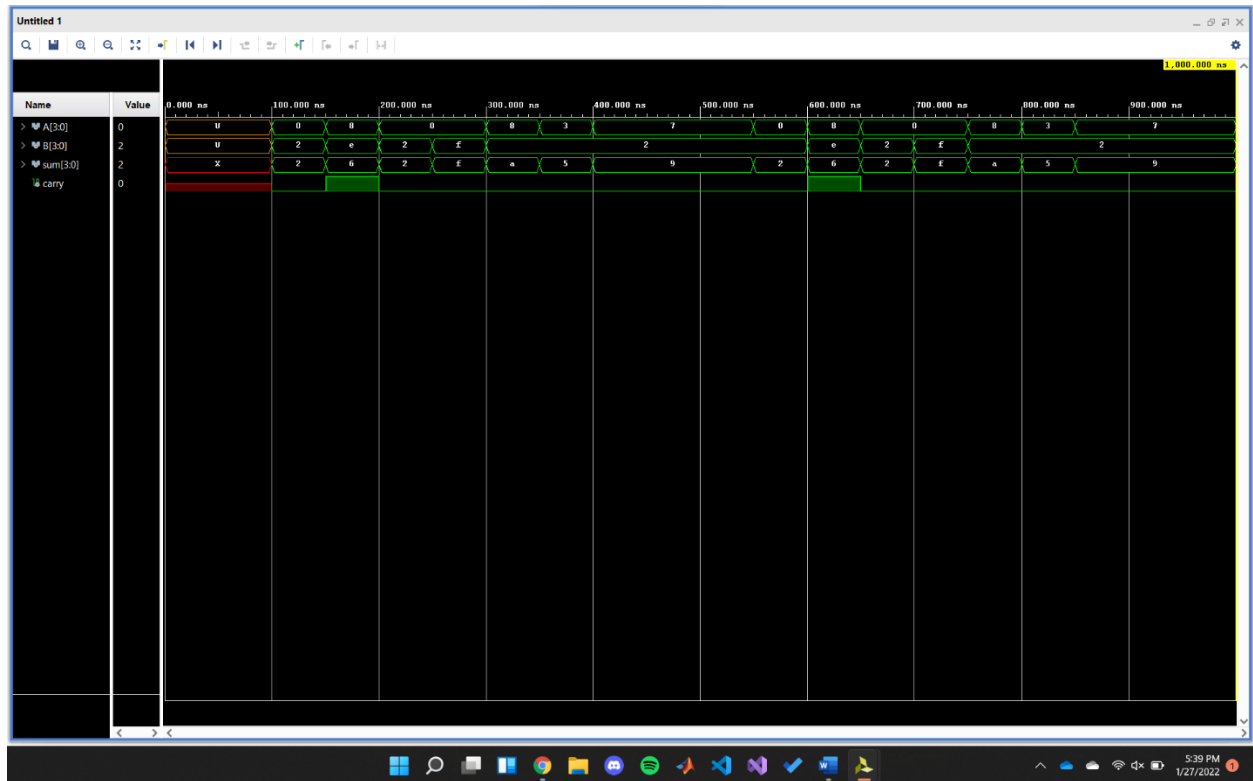 Untitled 1
1,000.000 ns
Name Value 0.000 ns 100.000 ns 200.000 ns 300.000 ns 400.000 ns 500.000 ns 600.000 ns 700.000 ns 800.000 ns 900.000 ns
A[3:0] 0 U 0 8 0 8 3 7 0 8 0 8 3 7
B[3:0] 2 U 2 e 2 f 2 e 2 f 2
sum[3:0] 2 X 2 6 2 f a 5 9 2 6 2 f a 5 9
carry 0
5:39 PM
1/27/2022 1